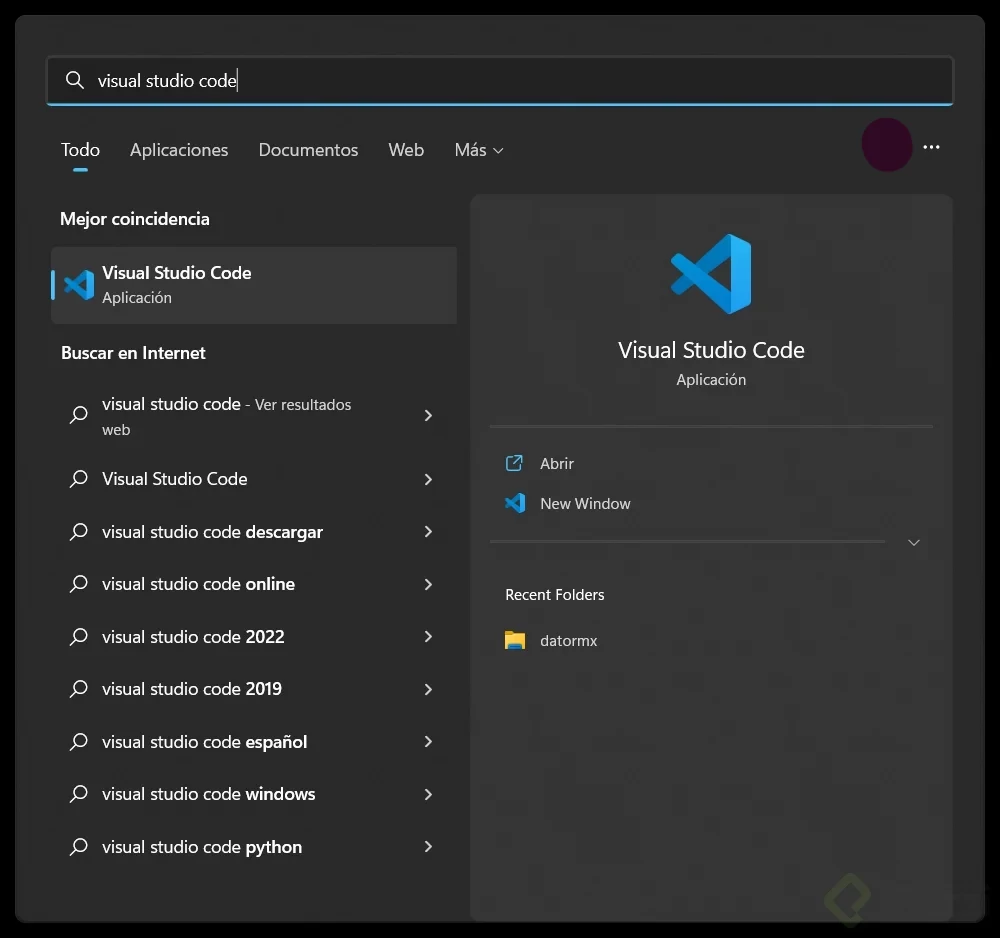 visual studio code
Todo Aplicaciones Documentos Web Más
Mejor coincidencia
Visual Studio Code
Aplicación
Buscar en Internet
visual studio code - Ver resultados
web
Visual Studio Code
visual studio code descargar
visual studio code online
visual studio code 2022
visual studio code 2019
visual studio code español
visual studio code windows
visual studio code python
Visual Studio Code
Aplicación
Abrir
New Window
Recent Folders
datormx